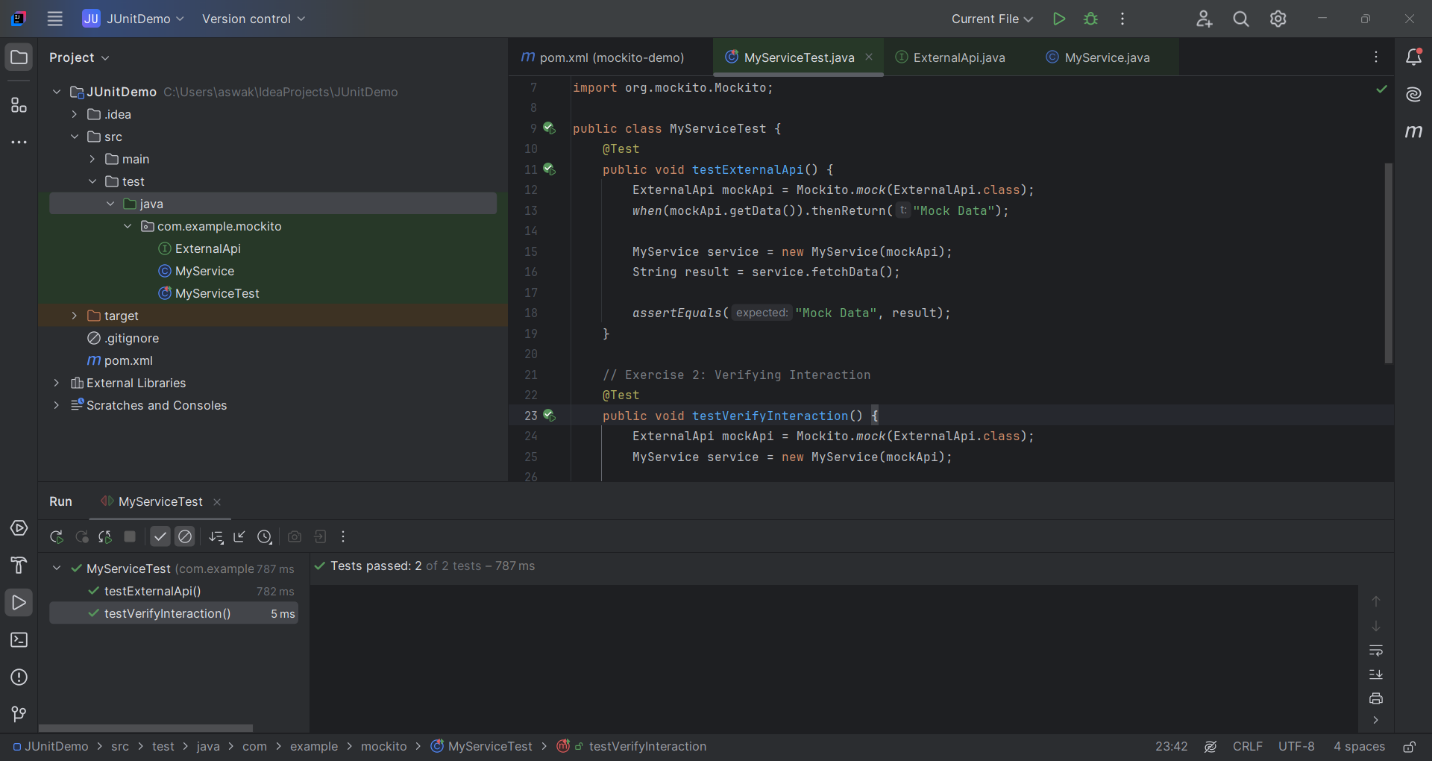 JU JUnitDemo Version control Current File
Project
JUnitDemo C:\Users\aswak\IdeaProjects\JUnitDemo
.idea
src
main
test
java
com.example.mockito
ExternalApi
MyService
MyServiceTest
target
.gitignore
pom.xml
External Libraries
Scratches and Consoles
pom.xml (mockito-demo) MyServiceTest.java ExternalApi.java MyService.java
7 import org.mockito.Mockito;
8
9 public class MyServiceTest {
10 @Test
11 public void testExternalApi() {
12 ExternalApi mockApi = Mockito.mock(ExternalApi.class);
13 when(mockApi.getData()).thenReturn( t: "Mock Data");
14
15 MyService service = new MyService(mockApi);
16 String result = service.fetchData();
17
18 assertEquals( expected: "Mock Data", result);
19 }
20
21 // Exercise 2: Verifying Interaction
22 @Test
23 public void testVerifyInteraction() {
24 ExternalApi mockApi = Mockito.mock(ExternalApi.class);
25 MyService service = new MyService(mockApi);
26
Run MyServiceTest
MyServiceTest (com.example 787 ms
testExternalApi() 782 ms
testVerifyInteraction() 5 ms
Tests passed: 2 of 2 tests – 787 ms
JUnitDemo > src > test > java > com > example > mockito > MyServiceTest > testVerifyInteraction
23:42 CRLF UTF-8 4 spaces